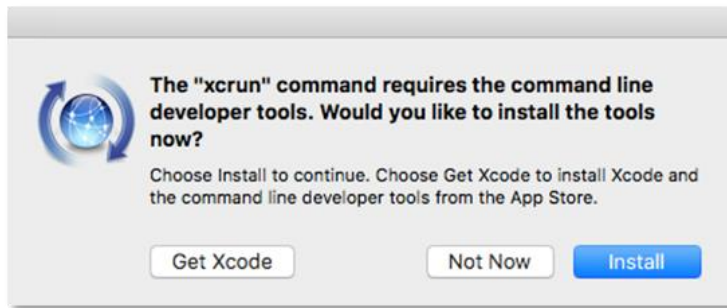 The "xcrun" command requires the command line
developer tools. Would you like to install the tools
now?
Choose Install to continue. Choose Get Xcode to install Xcode and
the command line developer tools from the App Store.
Get Xcode
Not Now
Install